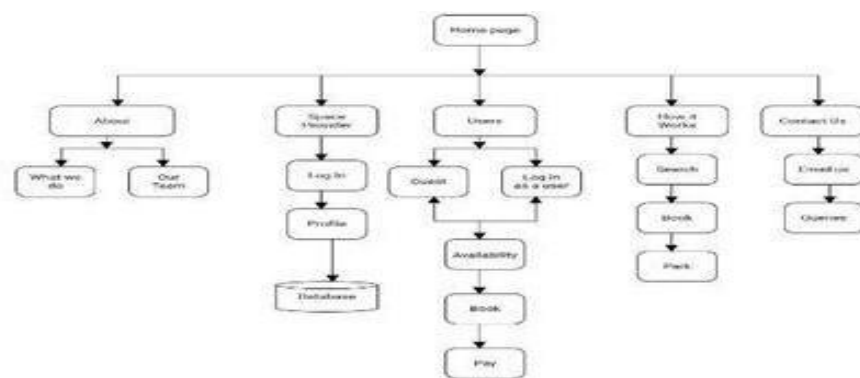 Home page
About
Space
Users
How it
Works
Contact Us
What we
do
Our
Team
Log in
Guest
Log in
as a user
Search
Email us
Profile
Book
Queries
Availability
Database
Park
Book
Pay